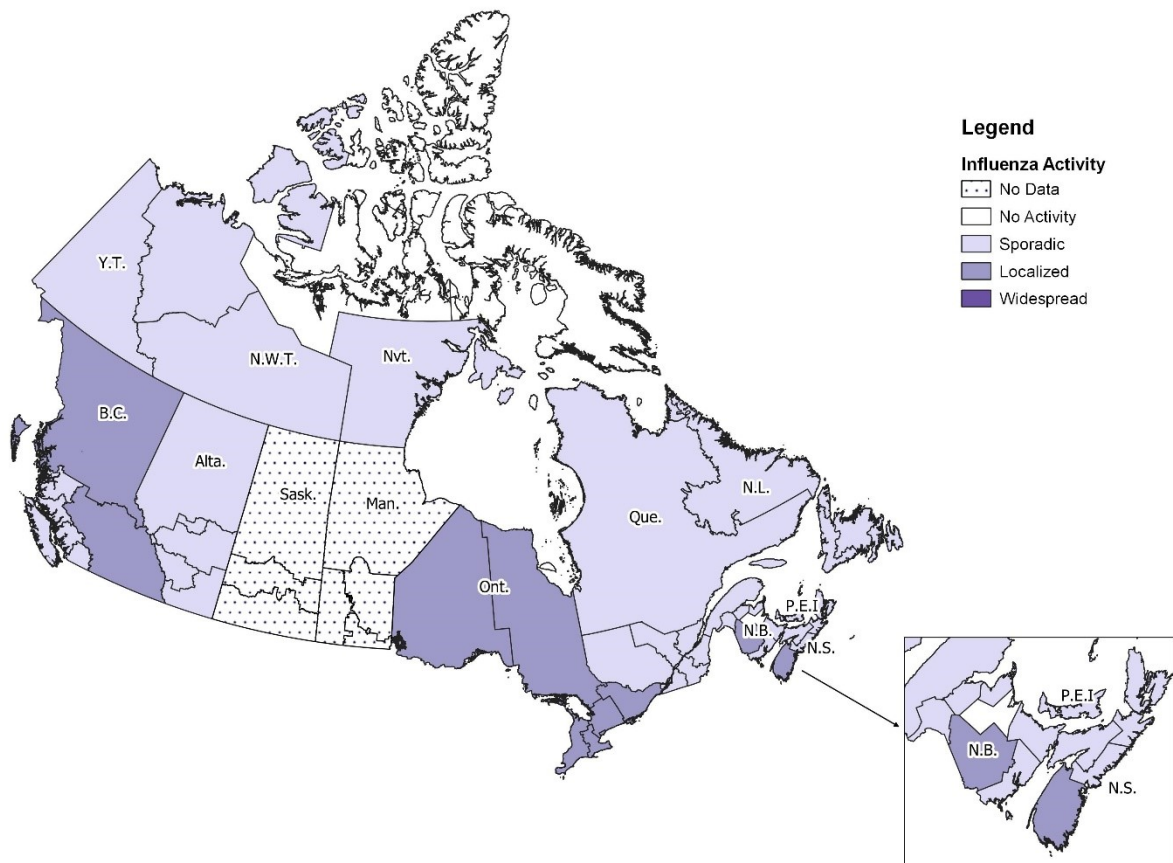 Legend
Influenza Activity
No Data
No Activity
Sporadic
Localized
Widespread
Y.T.
N.W.T.
Nvt.
B.C.
Alta.
Sask.
Man.
N.L.
Que.
Ont.
P.E.I
N.B.
N.S.
P.E.I
N.B.
N.S.